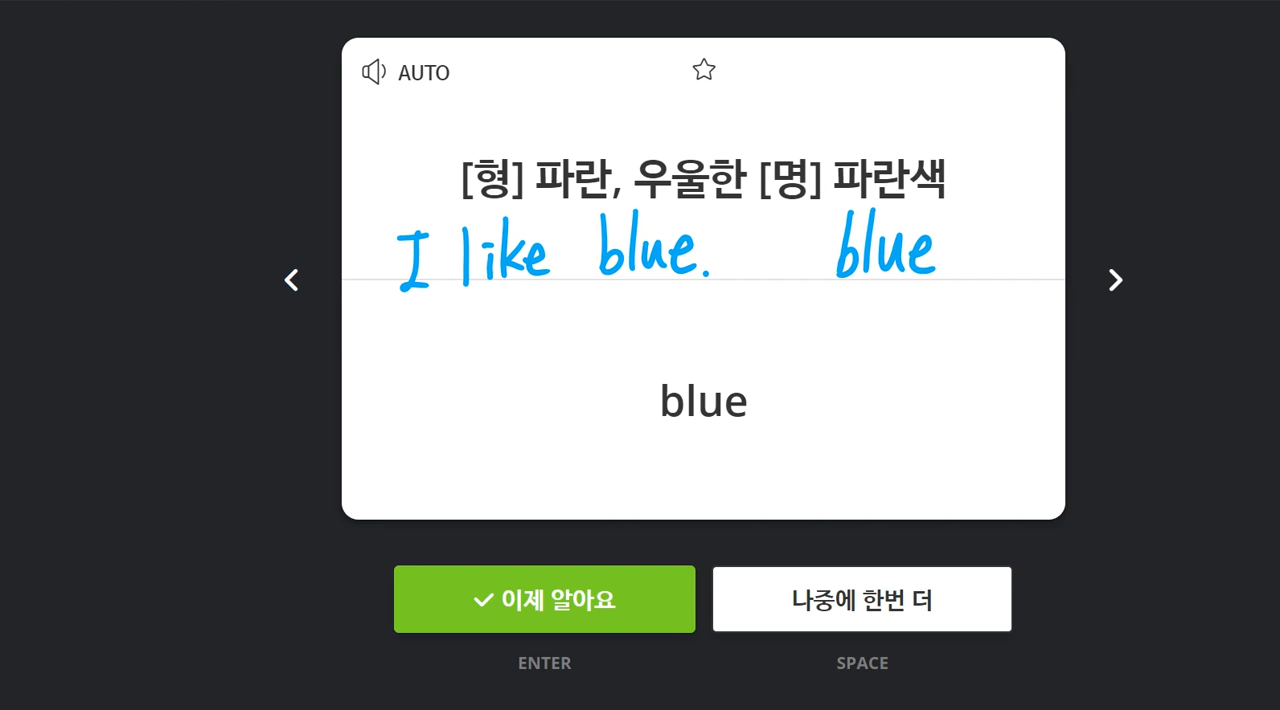 AUTO
[형] 파란, 우울한 [명] 파란색
I like blue. blue
blue
이제 알아요 나중에 한번 더
ENTER SPACE